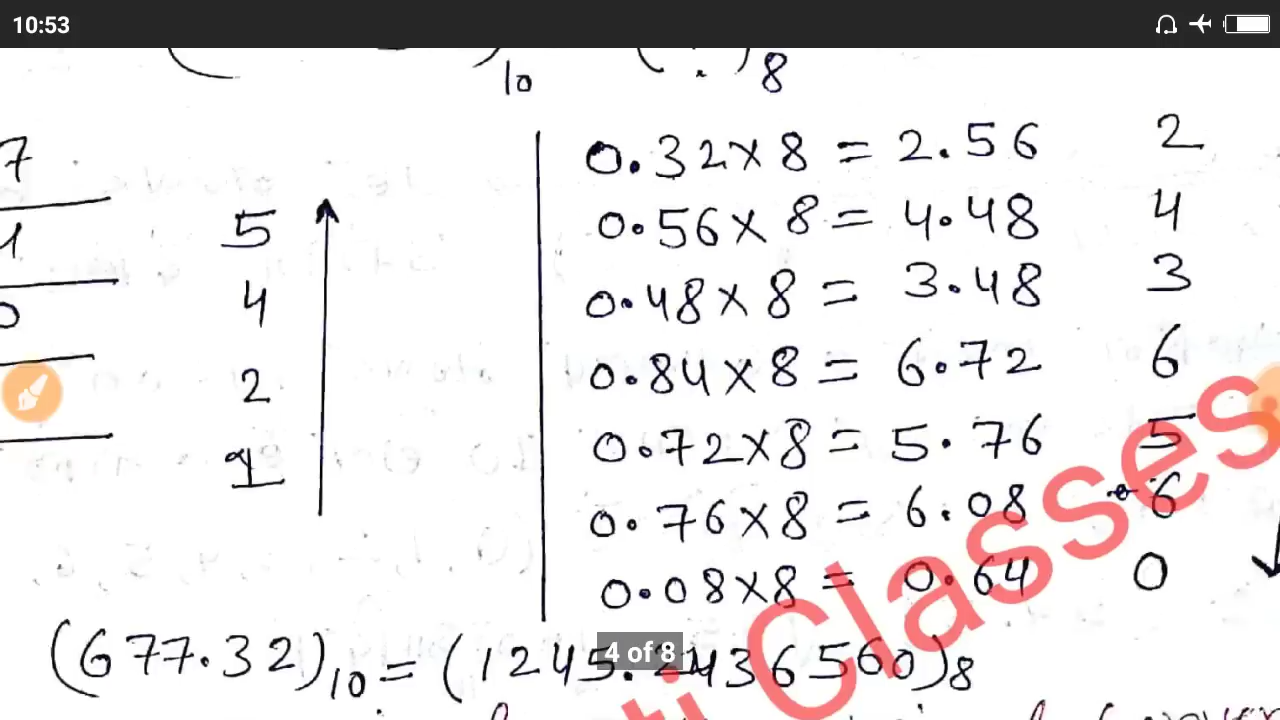 10:53
( )10 (?)8
7
5
4
4
0
2
1
0.32×8 = 2.56 2
0.56×8 = 4.48 4
0.48×8 = 3.48 3
0.84×8 = 6.72 6
0.72×8 = 5.76 5
0.76×8 = 6.08 6
0.08×8 = 0.64 0
(677.32)10 = (1245.2436560)8
4 of 8
Classes